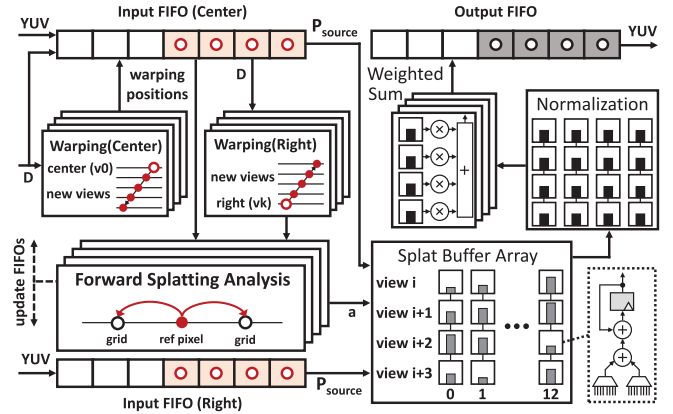 Input FIFO (Center)
Output FIFO
YUV
P source
YUV
D
warping
positions
Weighted
Sum
Normalization
Warping(Center)
center (v0)
new views
D
Warping(Right)
new views
right (vk)
+
update FIFOs
Forward Splatting Analysis
grid
ref pixel
grid
a
Splat Buffer Array
view i
view i+1
view i+2
view i+3
0 1 12
YUV
P source
Input FIFO (Right)